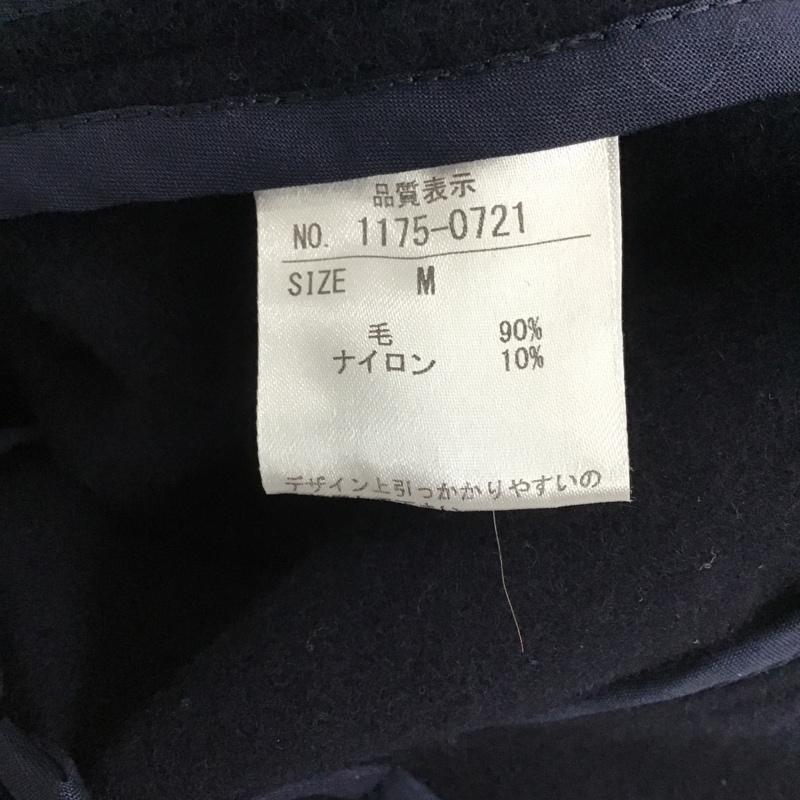 品質表示
NO. 1175-0721
SIZE M
毛 90%
ナイロン 10%
デザイン上引っかかりやすいの